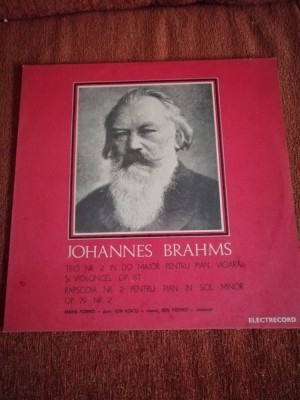 JOHANNES BRAHMS
TRIO NR. 2 IN DO MAJOR PENTRU PIAN, VIOARĂ
ȘI VIOLONCEL, OP. 87
RAPSODIA NR. 2 PENTRU PIAN IN SOL MINOR
OP. 79, NR. 2
ELECTRECORD